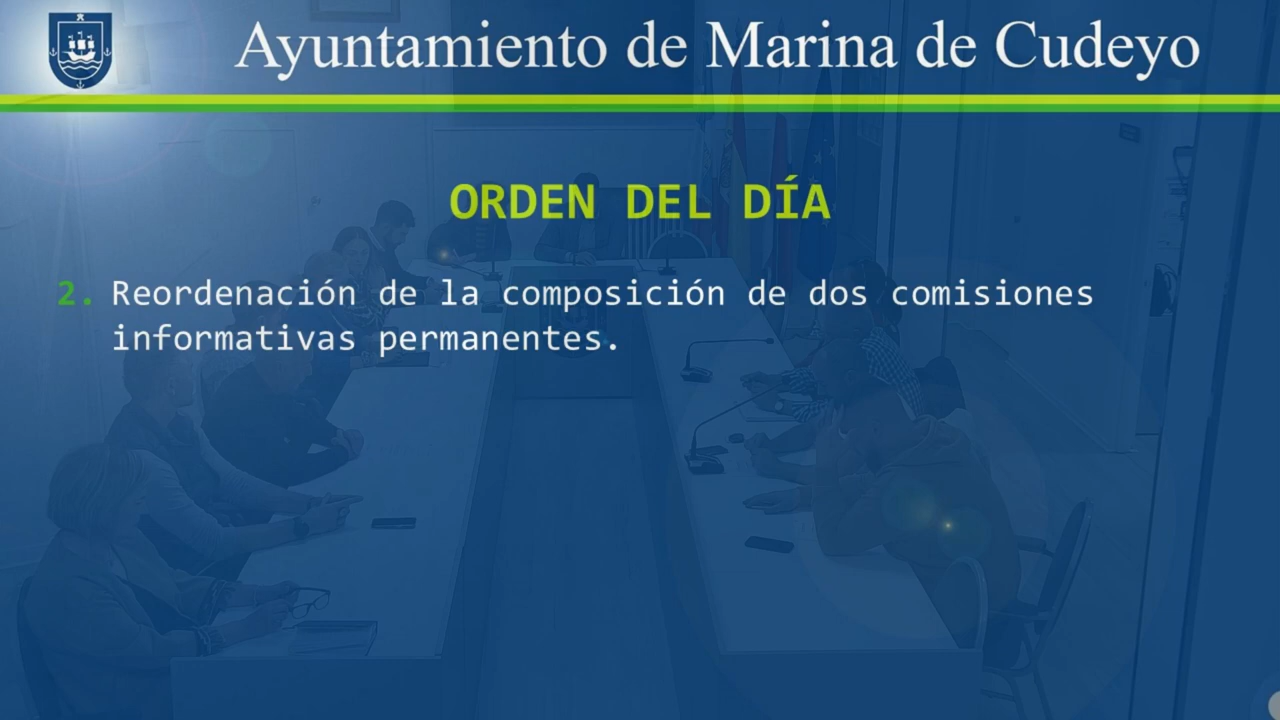 Ayuntamiento de Marina de Cudeyo
ORDEN DEL DÍA
2. Reordenación de la composición de dos comisiones
informativas permanentes.